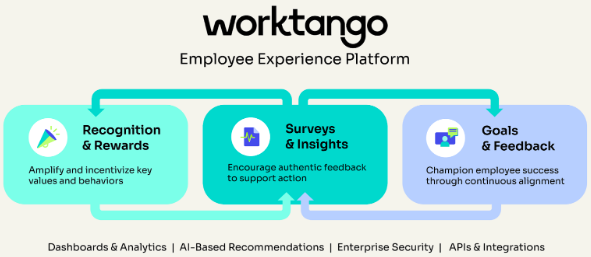 worktango
Employee Experience Platform
Recognition
& Rewards
Amplify and incentivize key
values and behaviors
Surveys
& Insights
Encourage authentic feedback
to support action
Goals
& Feedback
Champion employee success
through continuous alignment
Dashboards & Analytics | AI-Based Recommendations | Enterprise Security | APIs & Integrations